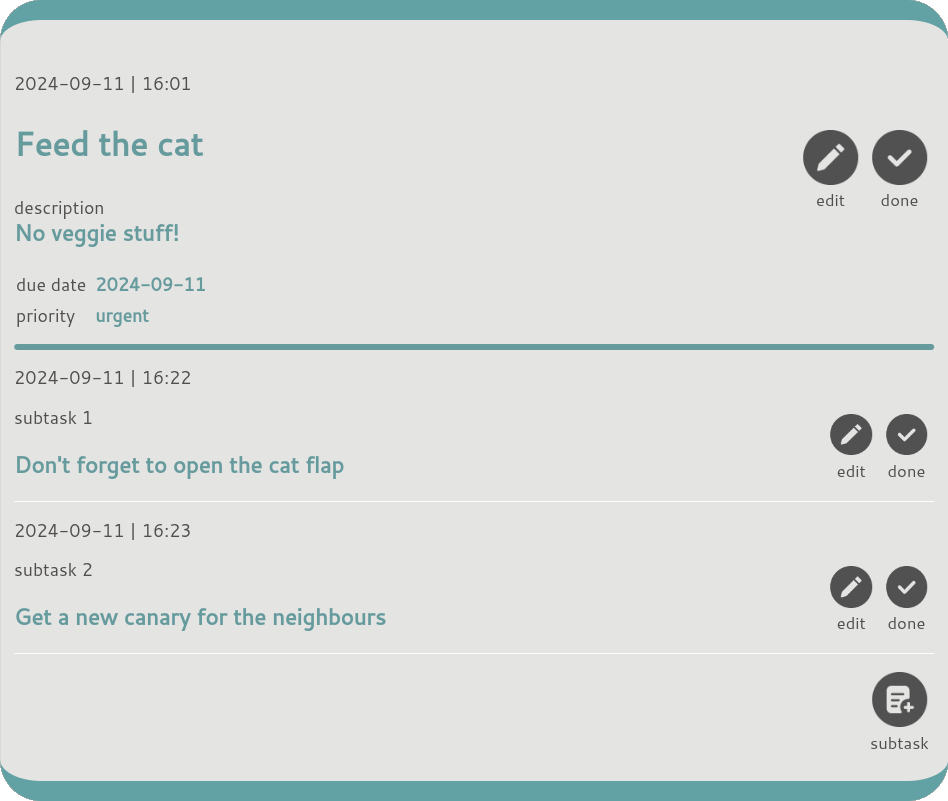 2024-09-11 | 16:01
Feed the cat
edit done
description
No veggie stuff!
due date 2024-09-11
priority urgent
2024-09-11 | 16:22
subtask 1
Don't forget to open the cat flap
edit done
2024-09-11 | 16:23
subtask 2
Get a new canary for the neighbours
edit done
subtask